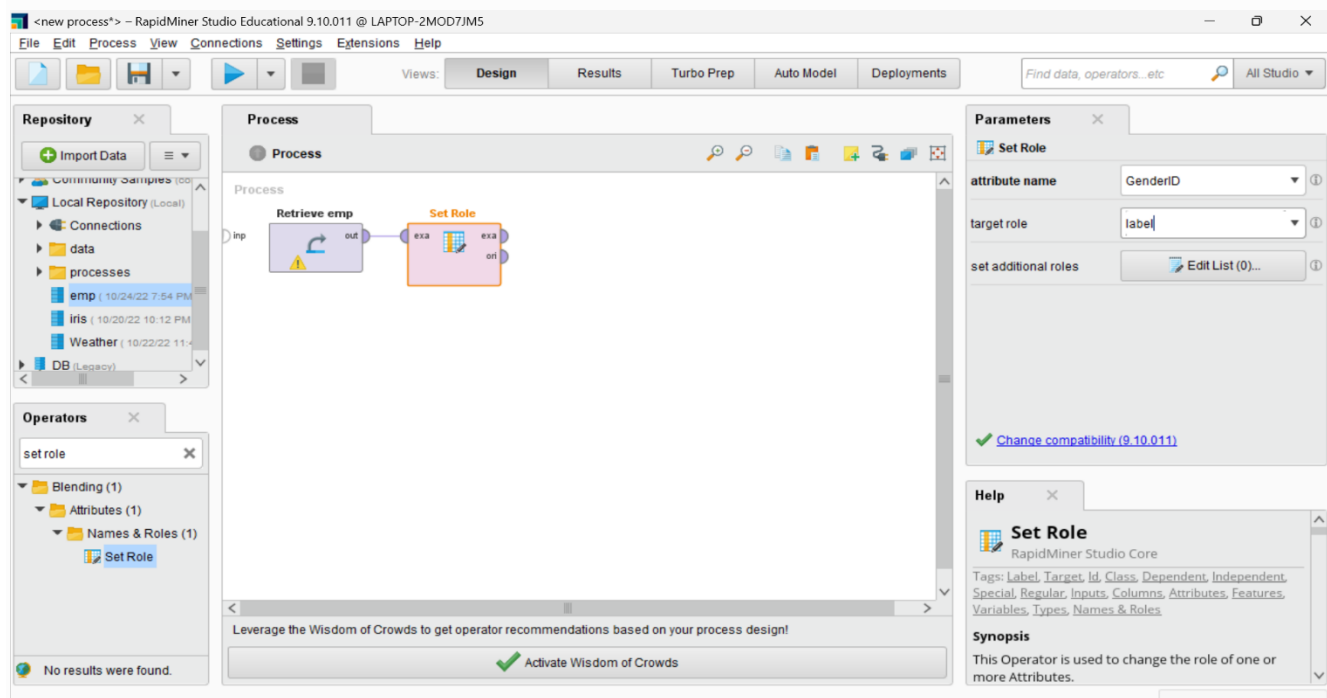 <new process*> – RapidMiner Studio Educational 9.10.011 @ LAPTOP-2MOD7JM5
File Edit Process View Connections Settings Extensions Help
Views: Design Results Turbo Prep Auto Model Deployments
Find data, operators...etc All Studio
Repository
Import Data
Community Samples (co
Local Repository (Local)
Connections
data
processes
emp ( 10/24/22 7:54 PM
iris ( 10/20/22 10:12 PM
Weather ( 10/22/22 11:4
DB (Legacy)
Operators
set role
Blending (1)
Attributes (1)
Names & Roles (1)
Set Role
No results were found.
Process
Process
Process
Retrieve emp
Set Role
inp
out
exa
exa
ori
Leverage the Wisdom of Crowds to get operator recommendations based on your process design!
Activate Wisdom of Crowds
Parameters
Set Role
attribute name GenderID
target role label
set additional roles Edit List (0)...
Change compatibility (9.10.011)
Help
Set Role
RapidMiner Studio Core
Tags: Label, Target, Id, Class, Dependent, Independent,
Special, Regular, Inputs, Columns, Attributes, Features,
Variables, Types, Names & Roles
Synopsis
This Operator is used to change the role of one or
more Attributes.